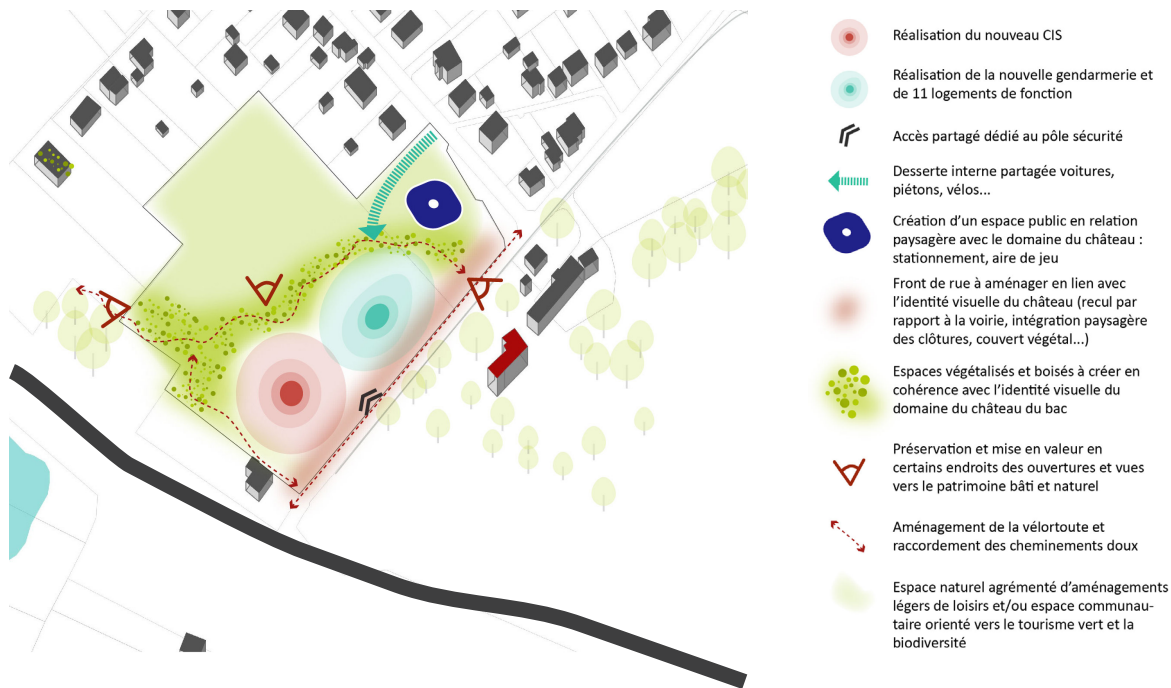 Réalisation du nouveau CIS
Réalisation de la nouvelle gendarmerie et
de 11 logements de fonction
Accès partagé dédié au pôle sécurité
Desserte interne partagée voitures,
piétons, vélos...
Création d'un espace public en relation
paysagère avec le domaine du château :
stationnement, aire de jeu
Front de rue à aménager en lien avec
l'identité visuelle du château (recul par
rapport à la voirie, intégration paysagère
des clôtures, couvert végétal...)
Espaces végétalisés et boisés à créer en
cohérence avec l'identité visuelle du
domaine du château du bac
Préservation et mise en valeur en
certains endroits des ouvertures et vues
vers le patrimoine bâti et naturel
Aménagement de la vélortoute et
raccordement des cheminements doux
Espace naturel agrémenté d'aménagements
légers de loisirs et/ou espace communau-
taire orienté vers le tourisme vert et la
biodiversité